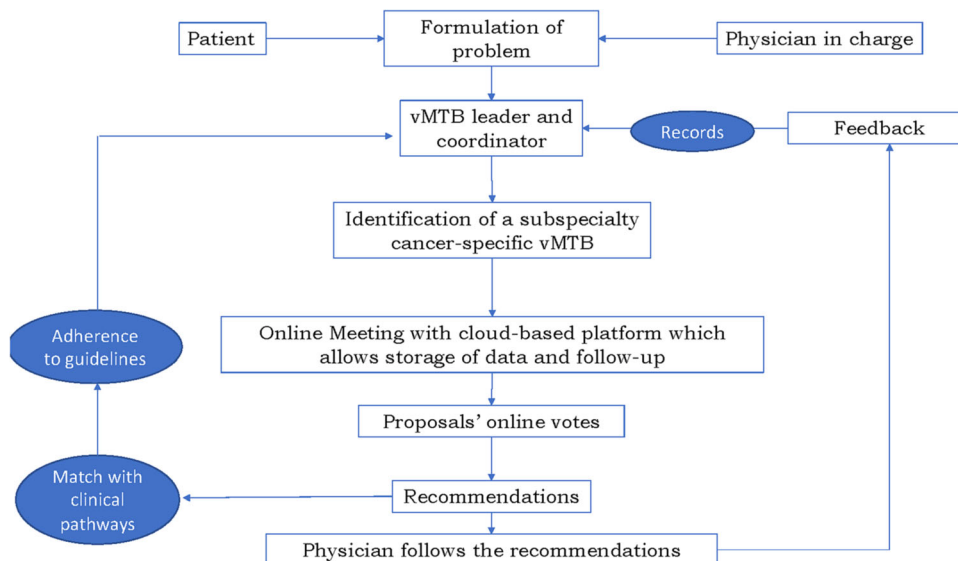 Patient
Formulation of
problem
Physician in charge
vMTB leader and
coordinator
Records
Feedback
Identification of a subspecialty
cancer-specific vMTB
Adherence
to guidelines
Online Meeting with cloud-based platform which
allows storage of data and follow-up
Proposals’ online votes
Match with
clinical
pathways
Recommendations
Physician follows the recommendations